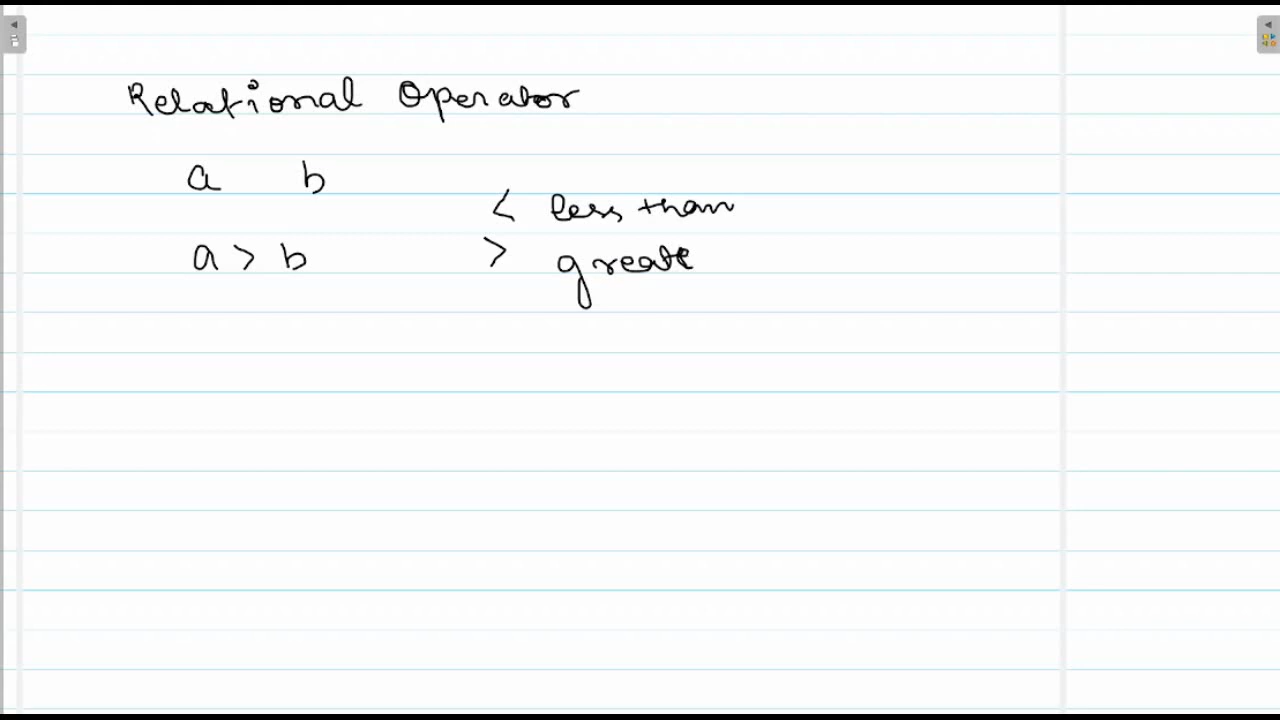 Relational Operator
a b
< less than
a > b
> greate